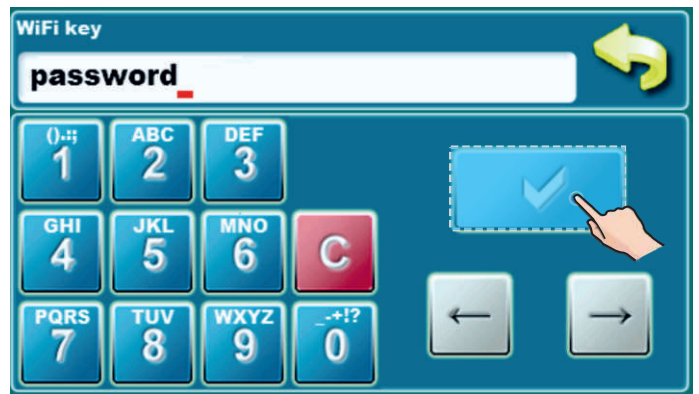 WiFi key
password_
().:; ABC DEF
1 2 3
GHI JKL MNO
4 5 6 C
PQRS TUV WXYZ _-+!?
7 8 9 0
← →